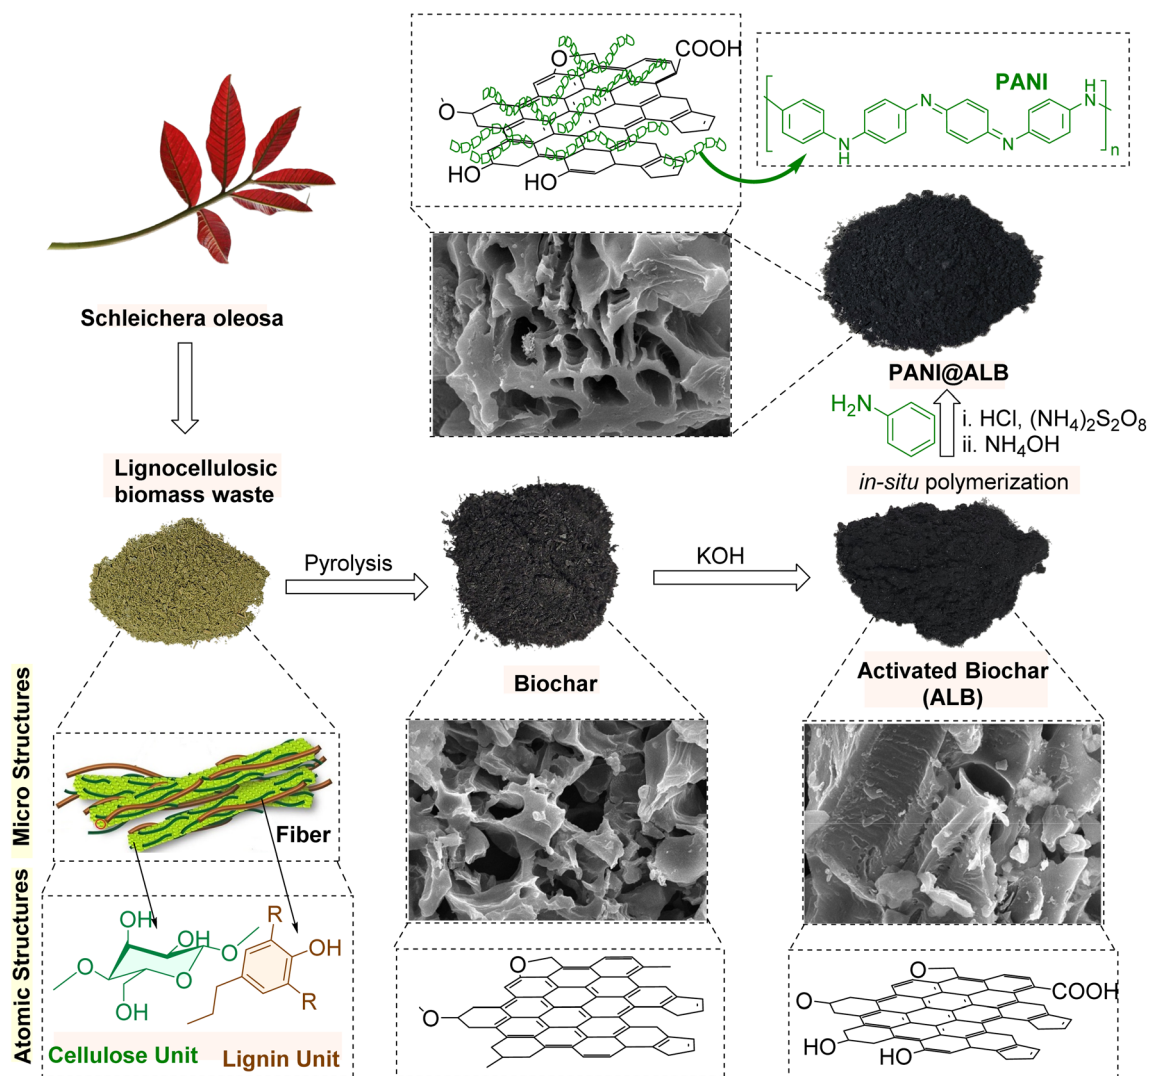 COOH
O
O
HO
HO
PANI
N
H
N
N
H
N
n
Schleichera oleosa
PANI@ALB
H₂N
i. HCl, (NH₄)₂S₂O₈
ii. NH₄OH
in-situ polymerization
Lignocellulosic
biomass waste
Pyrolysis
KOH
Biochar
Activated Biochar
(ALB)
Micro Structures
Fiber
Atomic Structures
OH
OH
O
O
O
OH
R
OH
R
Cellulose Unit
Lignin Unit
O
O
O
O
COOH
HO
HO